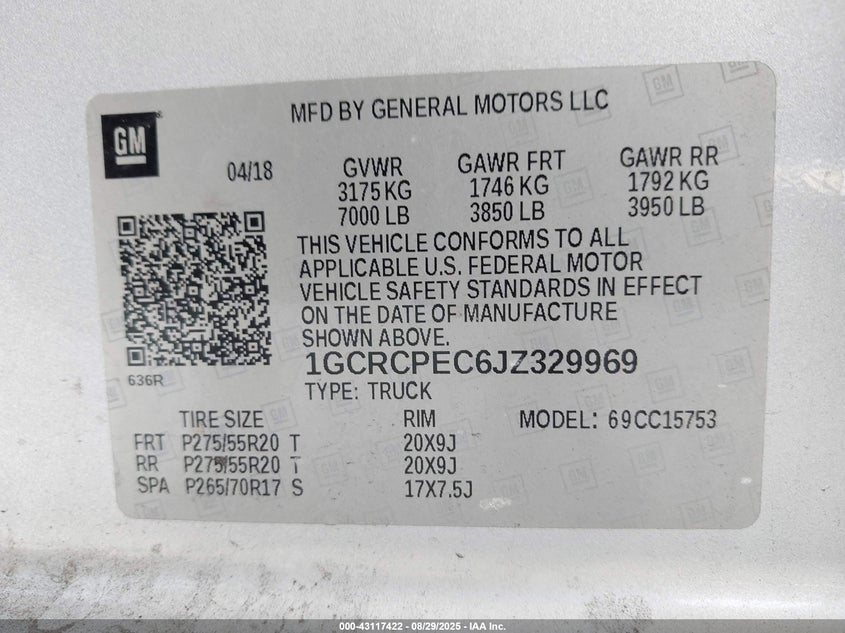 MFD BY GENERAL MOTORS LLC
GM
04/18 GVWR GAWR FRT GAWR RR
3175 KG 1746 KG 1792 KG
7000 LB 3850 LB 3950 LB
THIS VEHICLE CONFORMS TO ALL
APPLICABLE U.S. FEDERAL MOTOR
VEHICLE SAFETY STANDARDS IN EFFECT
ON THE DATE OF MANUFACTURE
SHOWN ABOVE.
1GCRCPEC6JZ329969
636R
TYPE: TRUCK
TIRE SIZE RIM MODEL: 69CC15753
FRT P275/55R20 T 20X9J
RR P275/55R20 T 20X9J
SPA P265/70R17 S 17X7.5J
000-43117422 - 08/29/2025 - IAA Inc.